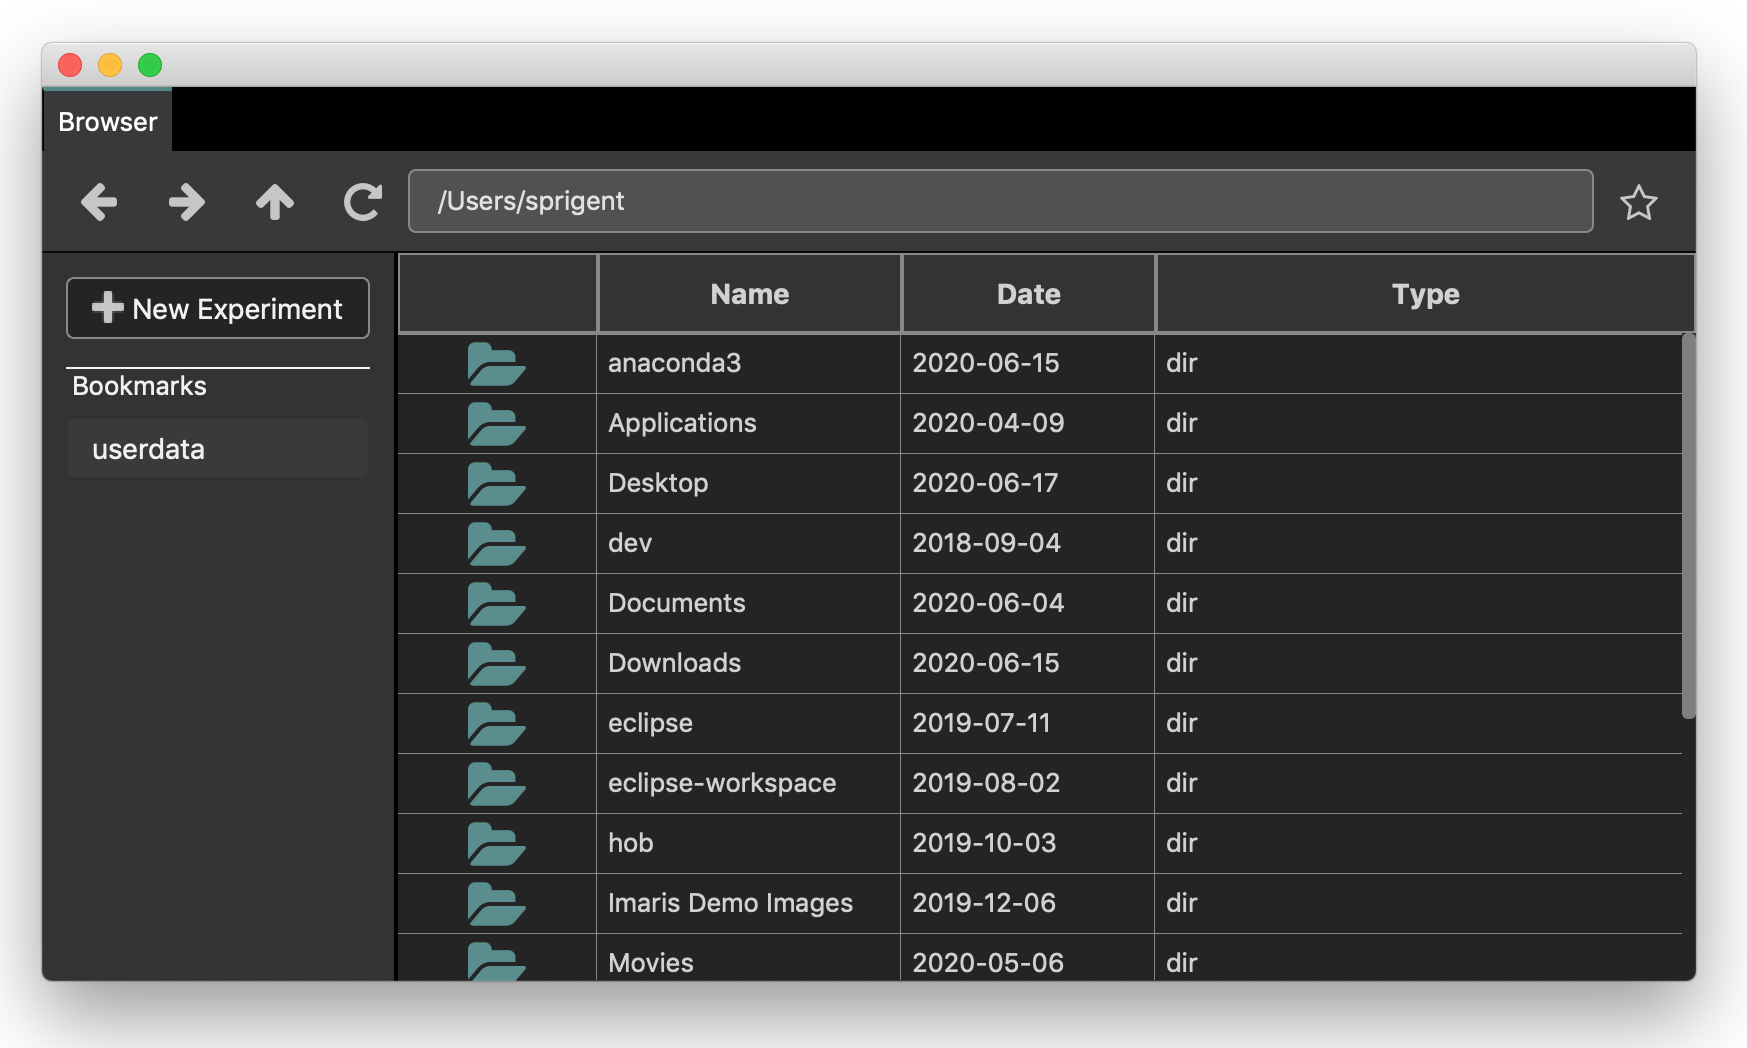 Browser
/Users/sprigent
New Experiment
Bookmarks
userdata
Name Date Type
anaconda3 2020-06-15 dir
Applications 2020-04-09 dir
Desktop 2020-06-17 dir
dev 2018-09-04 dir
Documents 2020-06-04 dir
Downloads 2020-06-15 dir
eclipse 2019-07-11 dir
eclipse-workspace 2019-08-02 dir
hob 2019-10-03 dir
Imaris Demo Images 2019-12-06 dir
Movies 2020-05-06 dir